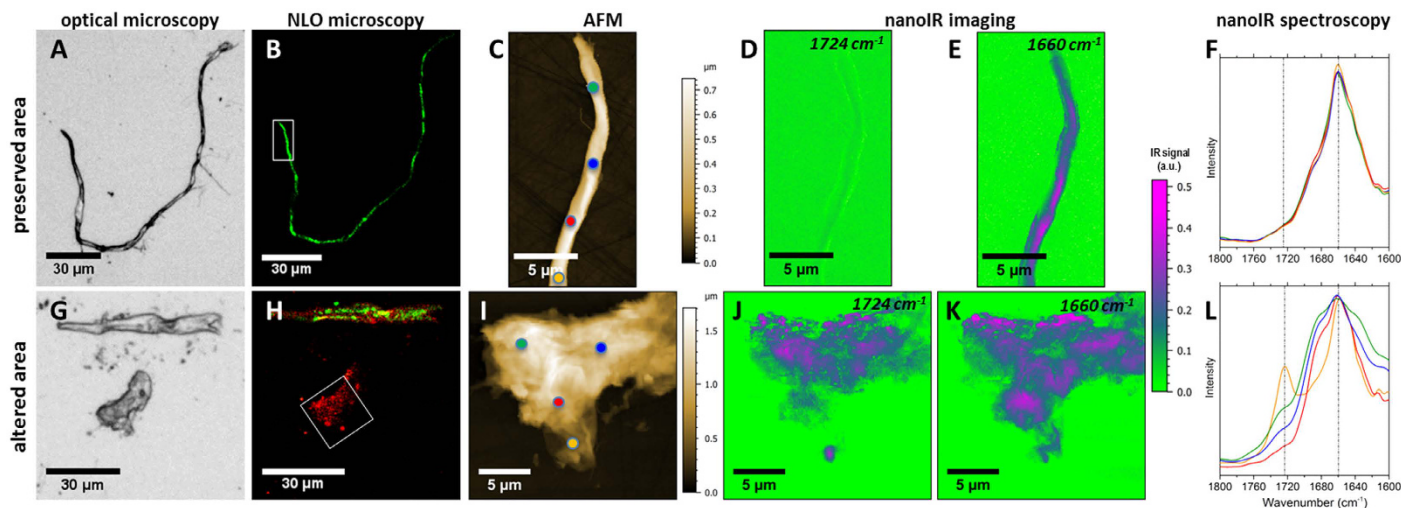 optical microscopy NLO microscopy AFM nanoIR imaging nanoIR spectroscopy
preserved area
A
30 µm
B
30 µm
C
5 µm
µm
0.7
0.6
0.5
0.4
0.3
0.2
0.1
0.0
D 1724 cm-1
5 µm
E 1660 cm-1
5 µm
IR signal
(a.u.)
0.5
0.4
0.3
0.2
0.1
0.0
F
Intensity
1800 1760 1720 1680 1640 1600
altered area
G
30 µm
H
30 µm
I
5 µm
µm
1.5
1.0
0.5
0.0
J 1724 cm-1
5 µm
K 1660 cm-1
5 µm
L
Intensity
1800 1760 1720 1680 1640 1600
Wavenumber (cm-1)